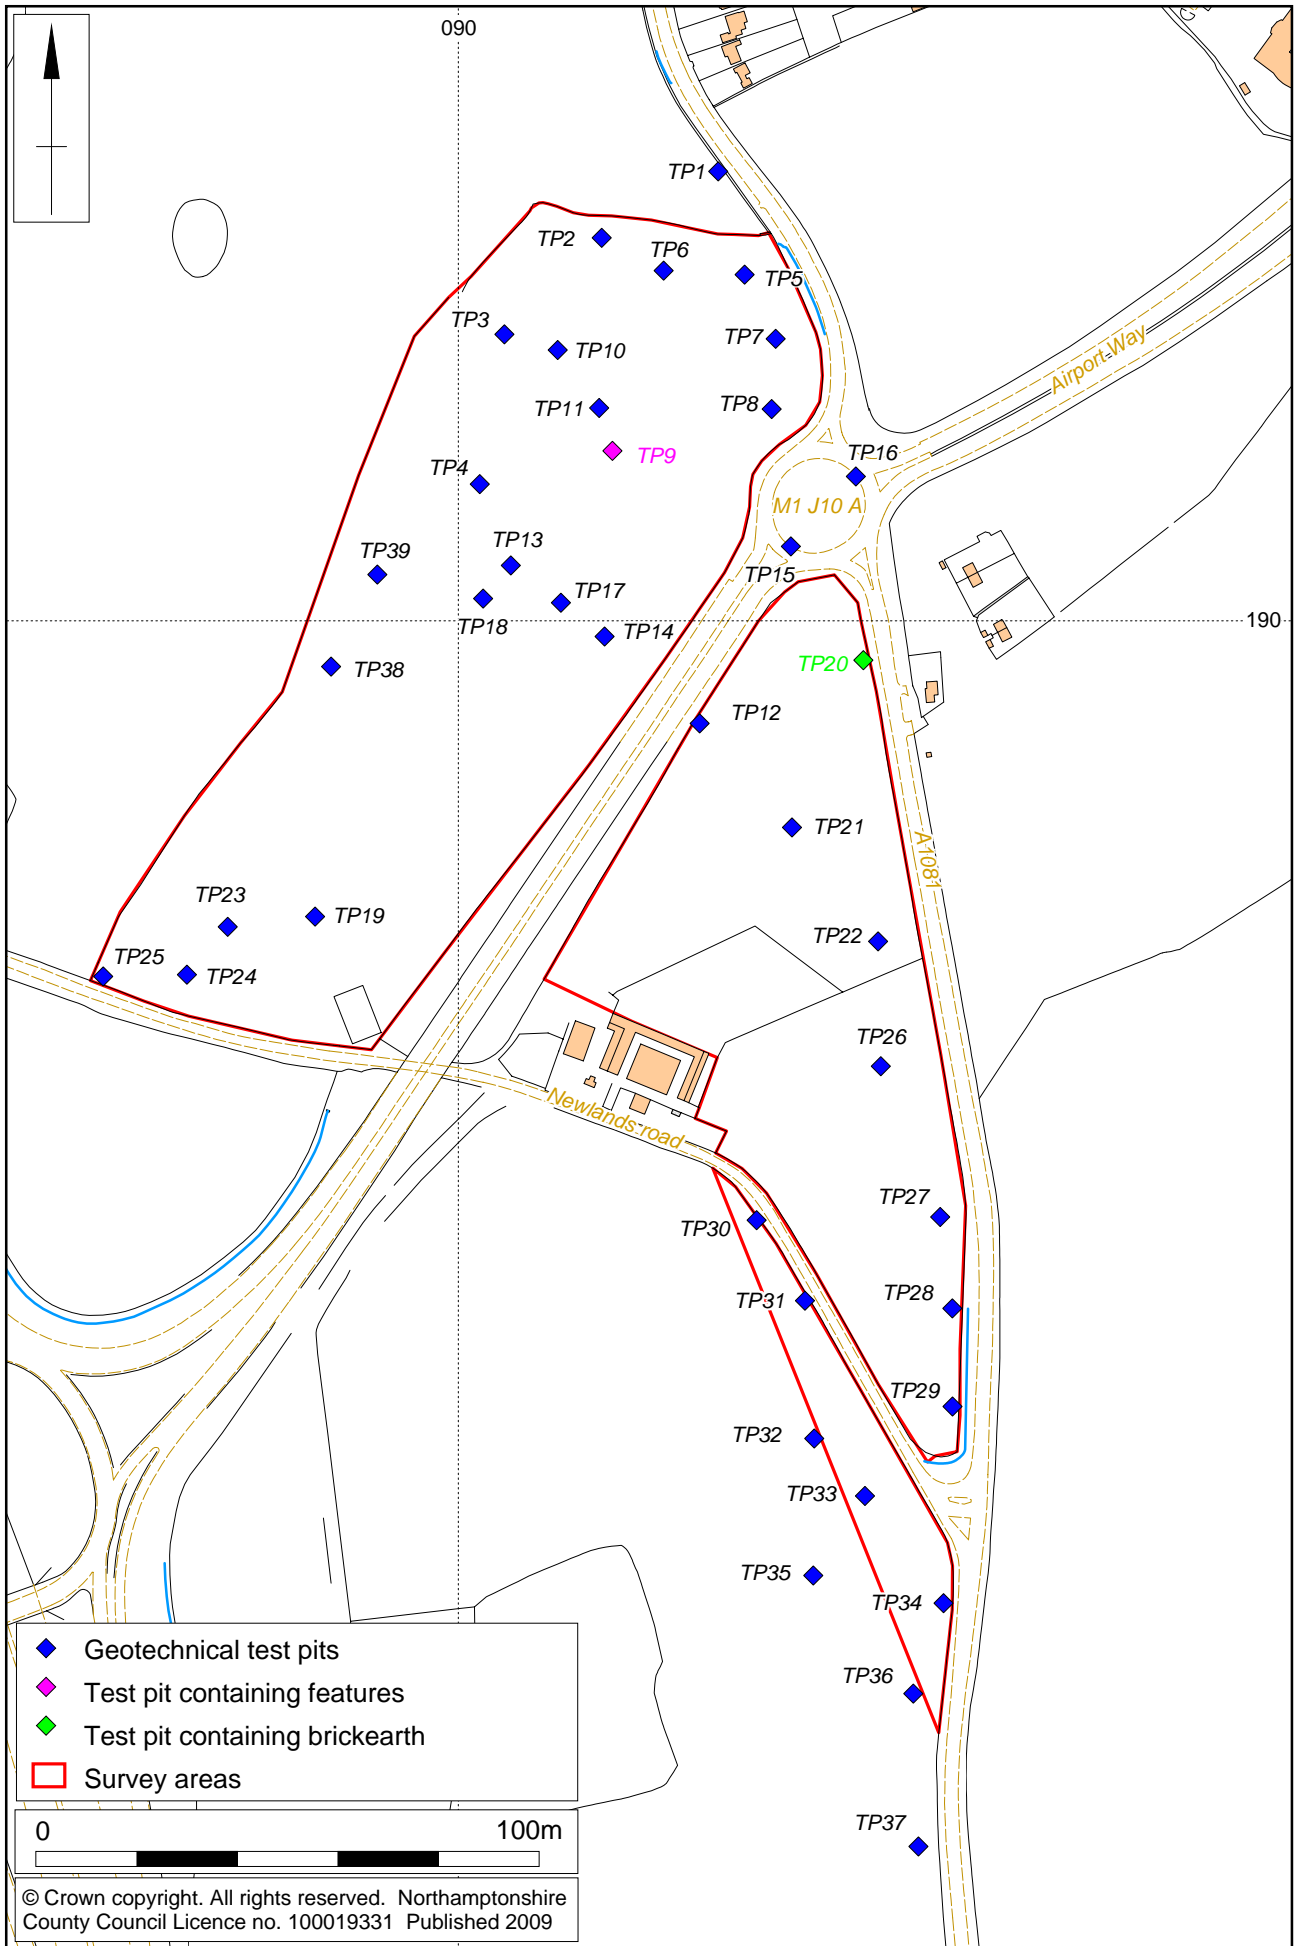 090
TP1
TP2
TP6
TP5
TP3
TP10
TP7
Airport Way
TP11
TP8
TP9
TP4
TP16
M1 J10 A
TP13
TP39
TP15
TP17
TP18
TP14
190
TP38
TP20
TP12
TP21
A1081
TP23
TP19
TP22
TP25
TP24
TP26
Newlands road
TP27
TP30
TP31
TP28
TP29
TP32
TP33
TP35
TP34
TP36
TP37
Geotechnical test pits
Test pit containing features
Test pit containing brickearth
Survey areas
0 100m
© Crown copyright. All rights reserved. Northamptonshire
County Council Licence no. 100019331 Published 2009